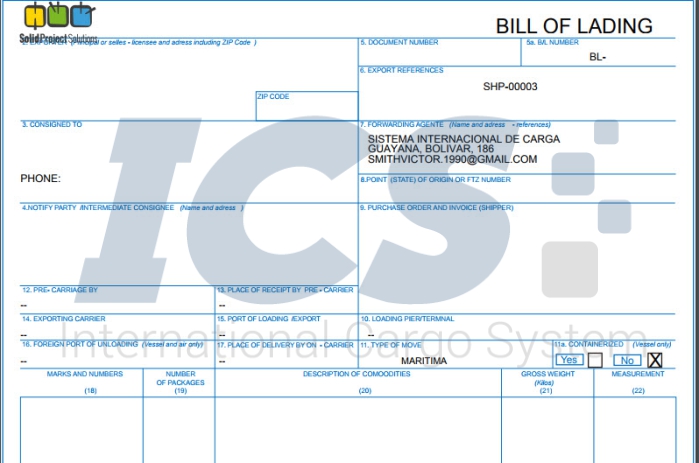 BILL OF LADING
SolidProjectSolutions
2. EXPORTER (Principal or selles - licensee and adress including ZIP Code )
5. DOCUMENT NUMBER
5a. B/L NUMBER
BL-
6. EXPORT REFERENCES
SHP-00003
ZIP CODE
3. CONSIGNED TO
7. FORWARDING AGENTE (Name and adress - references)
SISTEMA INTERNACIONAL DE CARGA
GUAYANA, BOLIVAR, 186
SMITHVICTOR.1990@GMAIL.COM
PHONE:
8.POINT (STATE) OF ORIGIN OR FTZ NUMBER
4.NOTIFY PARTY /INTERMEDIATE CONSIGNEE (Name and adress )
9. PURCHASE ORDER AND INVOICE (SHIPPER)
ICS
International Cargo System
12. PRE- CARRIAGE BY
--
13. PLACE OF RECEIPT BY PRE - CARRIER
--
14. EXPORTING CARRIER
--
15. PORT OF LOADING /EXPORT
--
10. LOADING PIER/TERMNAL
--
16. FOREIGN PORT OF UNLOADING (Vessel and air only)
--
17. PLACE OF DELIVERY BY ON - CARRIER
--
11. TYPE OF MOVE
MARITIMA
11a. CONTAINERIZED (Vessel only)
Yes No X
MARKS AND NUMBERS
(18)
NUMBER
OF PACKAGES
(19)
DESCRIPTION OF COMOODITIES
(20)
GROSS WEIGHT
(Kilos)
(21)
MEASUREMENT
(22)